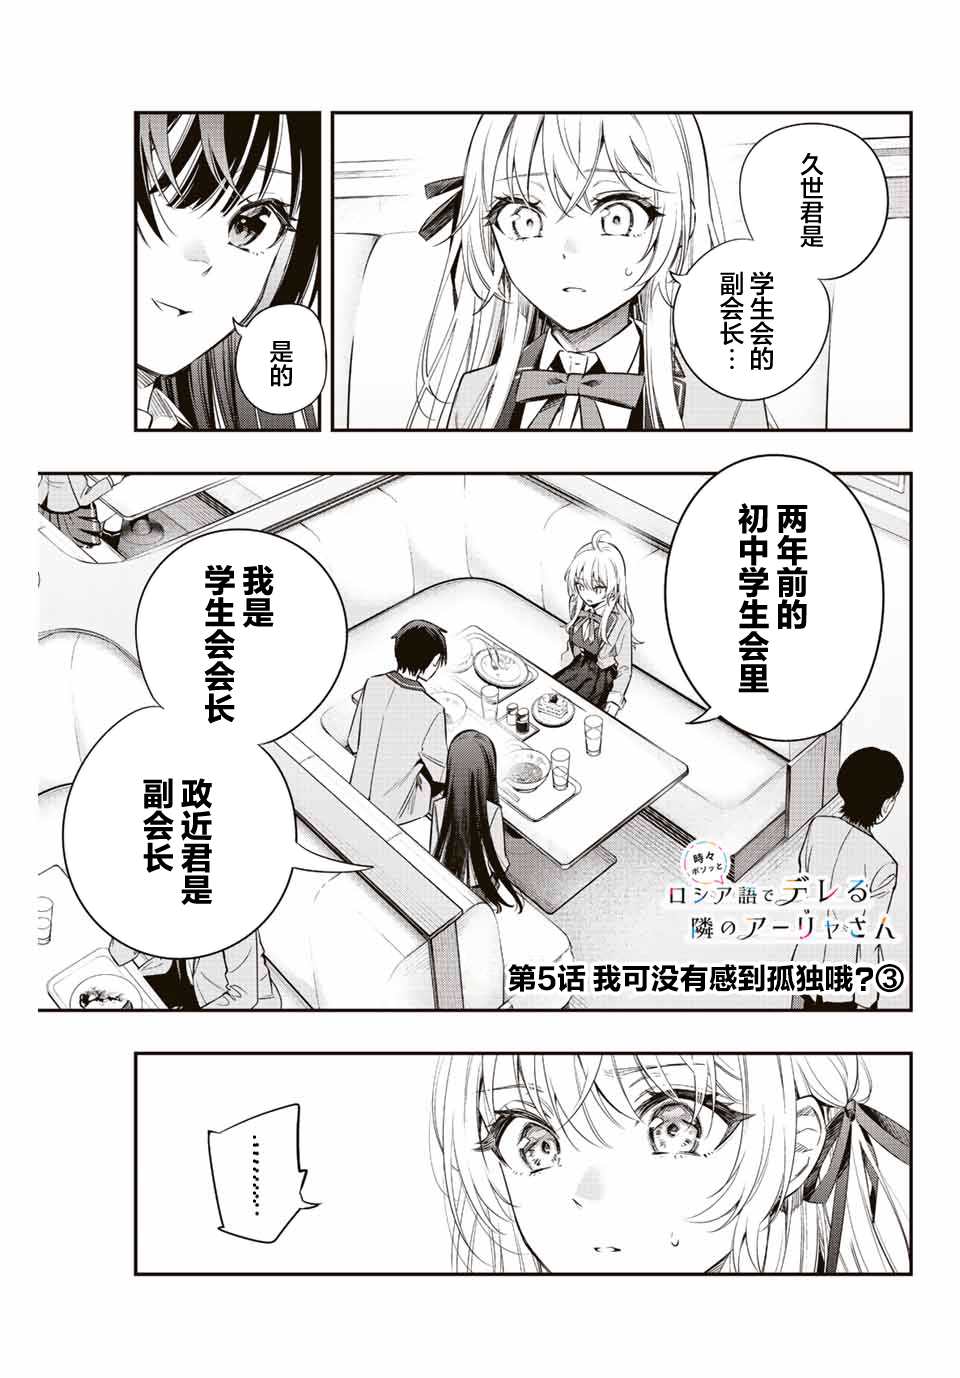 久世君是
学生会的
副会长…
是的
两年前的
初中学生会里
我是
学生会会长
政近君是
副会长
時々
ボソッと
ロシア語でデレる
隣のアーリャさん
第5话 我可没有感到孤独哦?③
………